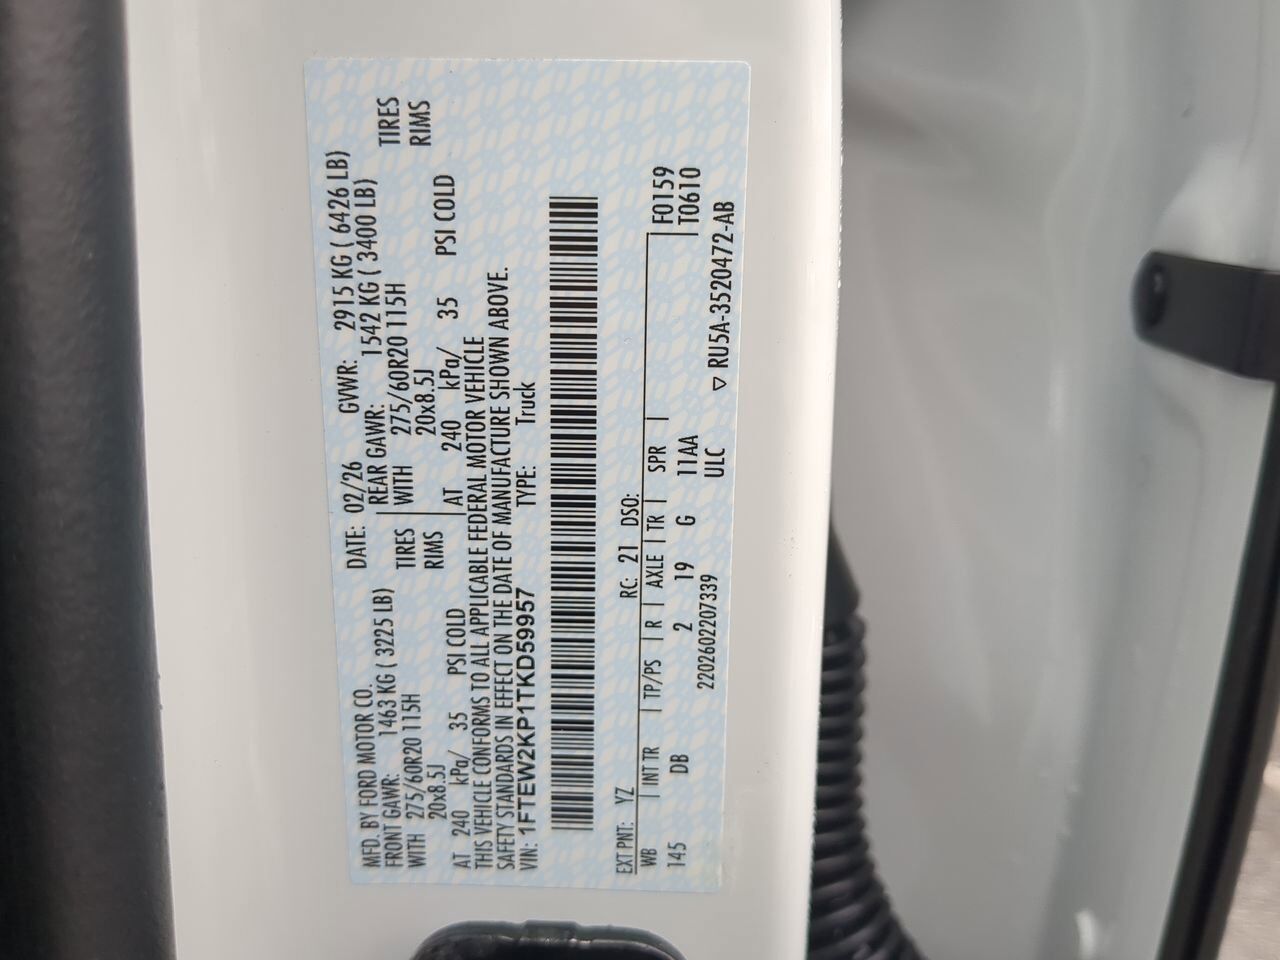 MFD. BY FORD MOTOR CO. DATE: 02/26 GVWR: 2915 KG ( 6426 LB)
FRONT GAWR: 1463 KG ( 3225 LB) REAR GAWR: 1542 KG ( 3400 LB)
WITH 275/60R20 115H TIRES WITH 275/60R20 115H TIRES
20x8.5J RIMS 20x8.5J RIMS
AT 240 kPa/ 35 PSI COLD AT 240 kPa/ 35 PSI COLD
THIS VEHICLE CONFORMS TO ALL APPLICABLE FEDERAL MOTOR VEHICLE
SAFETY STANDARDS IN EFFECT ON THE DATE OF MANUFACTURE SHOWN ABOVE.
VIN: 1FTEW2KP1TKD59957 TYPE: Truck
EXT PNT: YZ RC: 21 DSO:
WB INT TR TP/PS R AXLE TR SPR F0159
145 DB 2 19 G 11AA T0610
2202602207339 ULC ▽ RU5A-3520472-AB